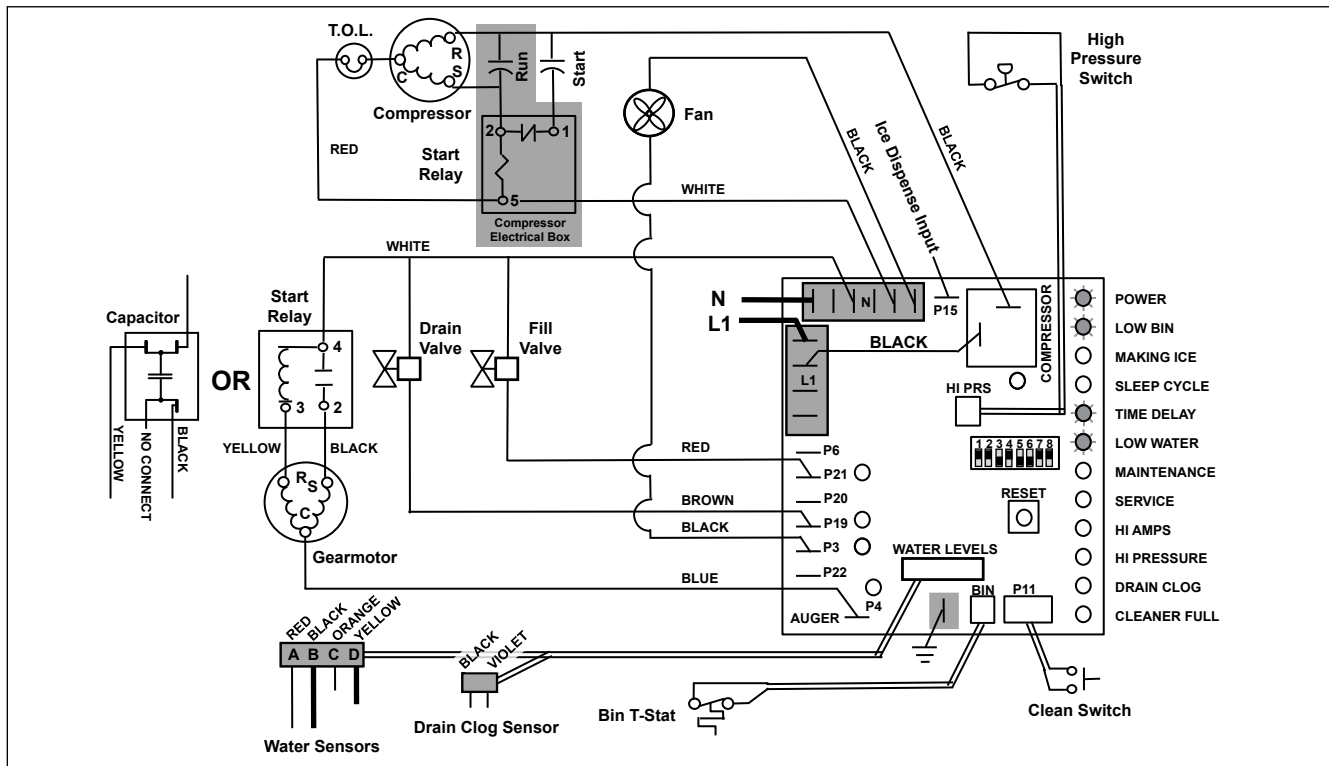 T.O.L.
R
S
C
Compressor
Run
Start
High
Pressure
Switch
Fan
RED
2
1
Start
Relay
5
Compressor
Electrical Box
WHITE
BLACK
Ice Dispense Input
BLACK
WHITE
Capacitor
YELLOW
NO CONNECT
BLACK
OR
Start
Relay
4
3
2
YELLOW
BLACK
R
S
C
Gearmotor
Drain
Valve
Fill
Valve
N
L1
N
P15
COMPRESSOR
BLACK
L1
HI PRS
1 2 3 4 5 6 7 8
RESET
POWER
LOW BIN
MAKING ICE
SLEEP CYCLE
TIME DELAY
LOW WATER
MAINTENANCE
SERVICE
HI AMPS
HI PRESSURE
DRAIN CLOG
CLEANER FULL
RED
BROWN
BLACK
BLUE
P6
P21
P20
P19
P3
P22
P4
AUGER
WATER LEVELS
BIN
P11
RED
BLACK
ORANGE
YELLOW
A B C D
Water Sensors
BLACK
VIOLET
Drain Clog Sensor
Bin T-Stat
Clean Switch